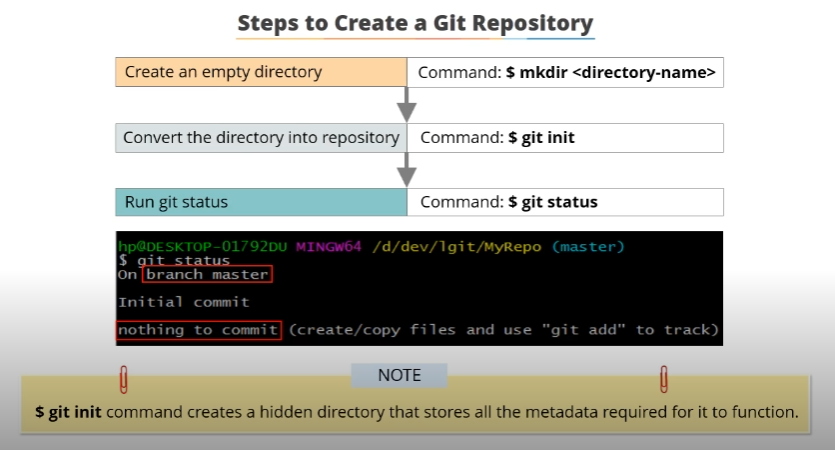 Steps to Create a Git Repository
Create an empty directory
Command: $ mkdir <directory-name>
Convert the directory into repository
Command: $ git init
Run git status
Command: $ git status
hp@DESKTOP-01792DU MINGW64 /d/dev/lgit/MyRepo (master)
$ git status
On branch master
Initial commit
nothing to commit (create/copy files and use "git add" to track)
NOTE
$ git init command creates a hidden directory that stores all the metadata required for it to function.